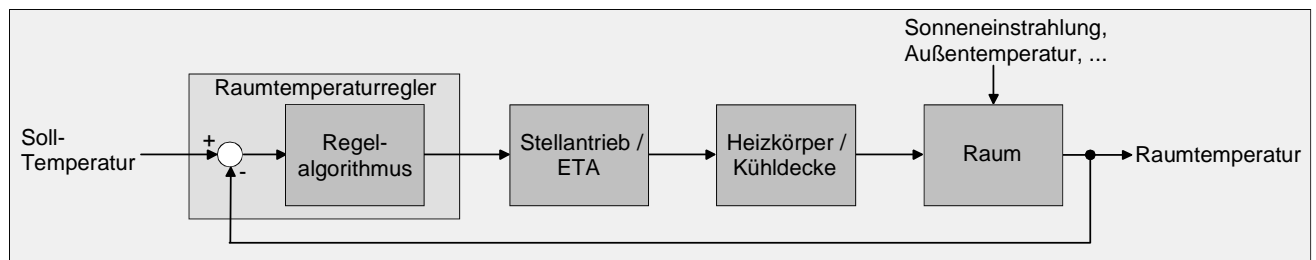 Sonneneinstrahlung,
Außentemperatur, ...
Raumtemperaturregler
Soll-
Temperatur
+
-
Regel-
algorithmus
Stellantrieb /
ETA
Heizkörper /
Kühldecke
Raum
Raumtemperatur